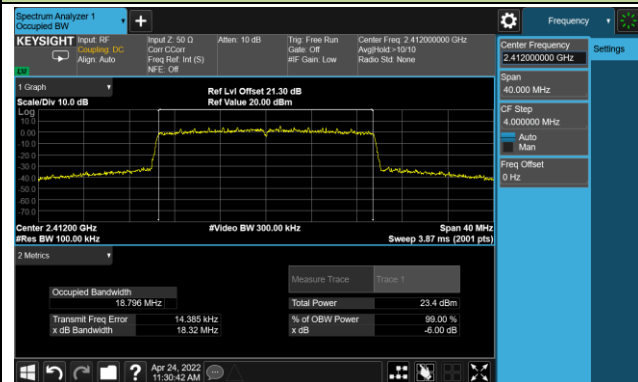 Spectrum Analyzer 1
Occupied BW
Frequency
KEYSIGHT
Input: RF
Coupling: DC
Align: Auto
Input Z: 50 Ω
Corr CCorr
Freq Ref: Int (S)
NFE: Off
Atten: 10 dB
Trig: Free Run
Gate: Off
#IF Gain: Low
Center Freq: 2.412000000 GHz
Avg|Hold:>10/10
Radio Std: None
1 Graph
Scale/Div 10.0 dB
Ref Lvl Offset 21.30 dB
Ref Value 20.00 dBm
Log
10.0
0.00
-10.0
-20.0
-30.0
-40.0
-50.0
-60.0
-70.0
Center 2.41200 GHz
#Res BW 100.00 kHz
#Video BW 300.00 kHz
Span 40 MHz
Sweep 3.87 ms (2001 pts)
2 Metrics
Measure Trace
Trace 1
Occupied Bandwidth
18.796 MHz
Total Power
23.4 dBm
Transmit Freq Error
14.385 kHz
% of OBW Power
99.00 %
x dB Bandwidth
18.32 MHz
x dB
-6.00 dB
Center Frequency
2.412000000 GHz
Settings
Span
40.000 MHz
CF Step
4.000000 MHz
Auto
Man
Freq Offset
0 Hz
?
Apr 24, 2022
11:30:42 AM